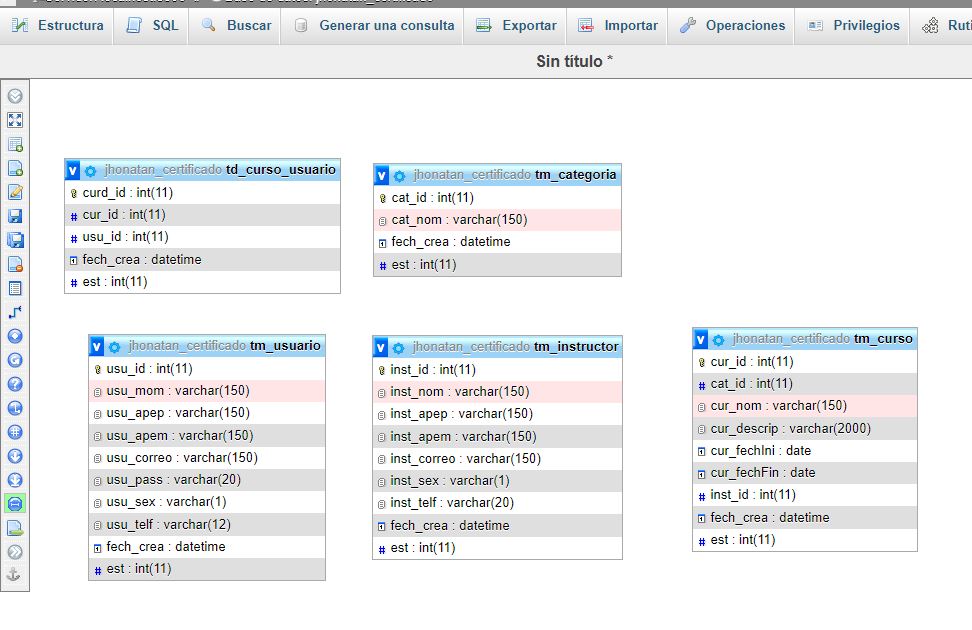 Estructura SQL Buscar Generar una consulta Exportar Importar Operaciones Privilegios Ruti
Sin título *
jhonatan_certificado td_curso_usuario
curd_id : int(11)
cur_id : int(11)
usu_id : int(11)
fech_crea : datetime
est : int(11)
jhonatan_certificado tm_categoria
cat_id : int(11)
cat_nom : varchar(150)
fech_crea : datetime
est : int(11)
jhonatan_certificado tm_usuario
usu_id : int(11)
usu_mom : varchar(150)
usu_apep : varchar(150)
usu_apem : varchar(150)
usu_correo : varchar(150)
usu_pass : varchar(20)
usu_sex : varchar(1)
usu_telf : varchar(12)
fech_crea : datetime
est : int(11)
jhonatan_certificado tm_instructor
inst_id : int(11)
inst_nom : varchar(150)
inst_apep : varchar(150)
inst_apem : varchar(150)
inst_correo : varchar(150)
inst_sex : varchar(1)
inst_telf : varchar(20)
fech_crea : datetime
est : int(11)
jhonatan_certificado tm_curso
cur_id : int(11)
cat_id : int(11)
cur_nom : varchar(150)
cur_descrip : varchar(2000)
cur_fechIni : date
cur_fechFin : date
inst_id : int(11)
fech_crea : datetime
est : int(11)